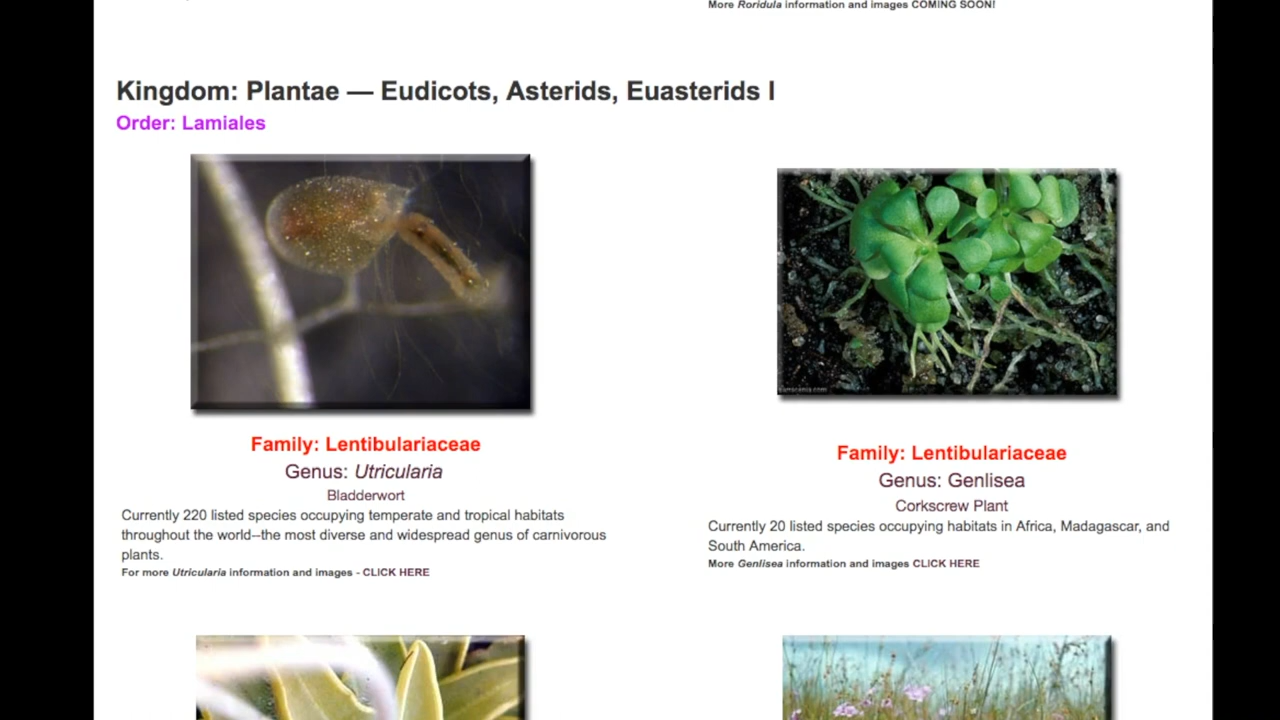 More Roridula information and images COMING SOON!
Kingdom: Plantae — Eudicots, Asterids, Euasterids I
Order: Lamiales
Family: Lentibulariaceae
Genus: Utricularia
Bladderwort
Currently 220 listed species occupying temperate and tropical habitats
throughout the world--the most diverse and widespread genus of carnivorous
plants.
For more Utricularia information and images - CLICK HERE
Family: Lentibulariaceae
Genus: Genlisea
Corkscrew Plant
Currently 20 listed species occupying habitats in Africa, Madagascar, and
South America.
More Genlisea information and images CLICK HERE